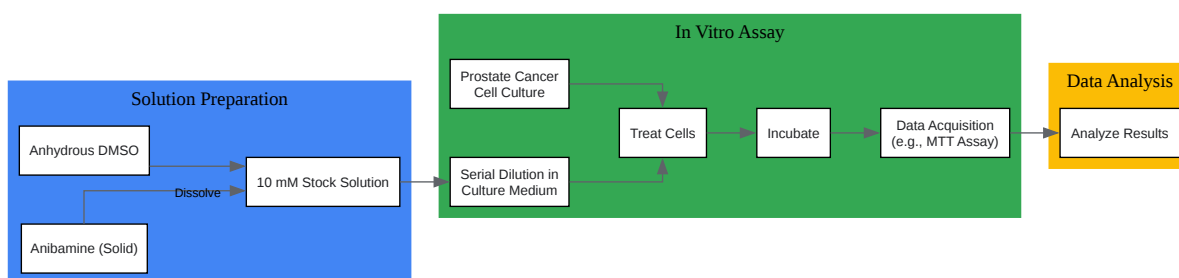 Solution Preparation
Anhydrous DMSO
Anibamine (Solid)
Dissolve
10 mM Stock Solution
In Vitro Assay
Prostate Cancer
Cell Culture
Serial Dilution in
Culture Medium
Treat Cells
Incubate
Data Acquisition
(e.g., MTT Assay)
Data Analysis
Analyze Results